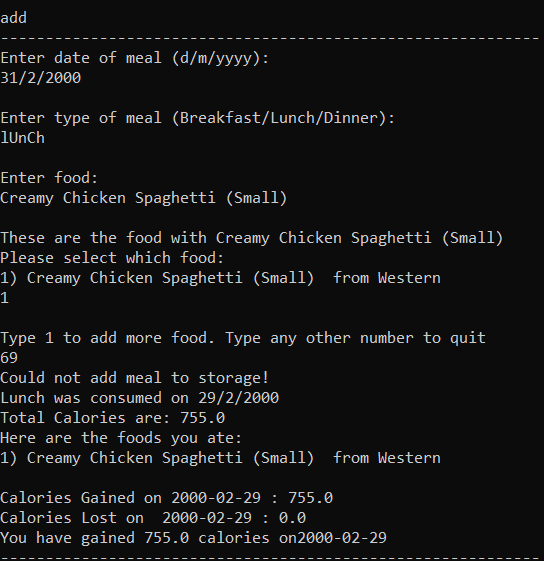 add
------------------------------------------------------------
Enter date of meal (d/m/yyyy):
31/2/2000
Enter type of meal (Breakfast/Lunch/Dinner):
lUnCh
Enter food:
Creamy Chicken Spaghetti (Small)
These are the food with Creamy Chicken Spaghetti (Small)
Please select which food:
1) Creamy Chicken Spaghetti (Small)  from Western
1
Type 1 to add more food. Type any other number to quit
69
Could not add meal to storage!
Lunch was consumed on 29/2/2000
Total Calories are: 755.0
Here are the foods you ate:
1) Creamy Chicken Spaghetti (Small)  from Western
Calories Gained on 2000-02-29 : 755.0
Calories Lost on  2000-02-29 : 0.0
You have gained 755.0 calories on2000-02-29
------------------------------------------------------------